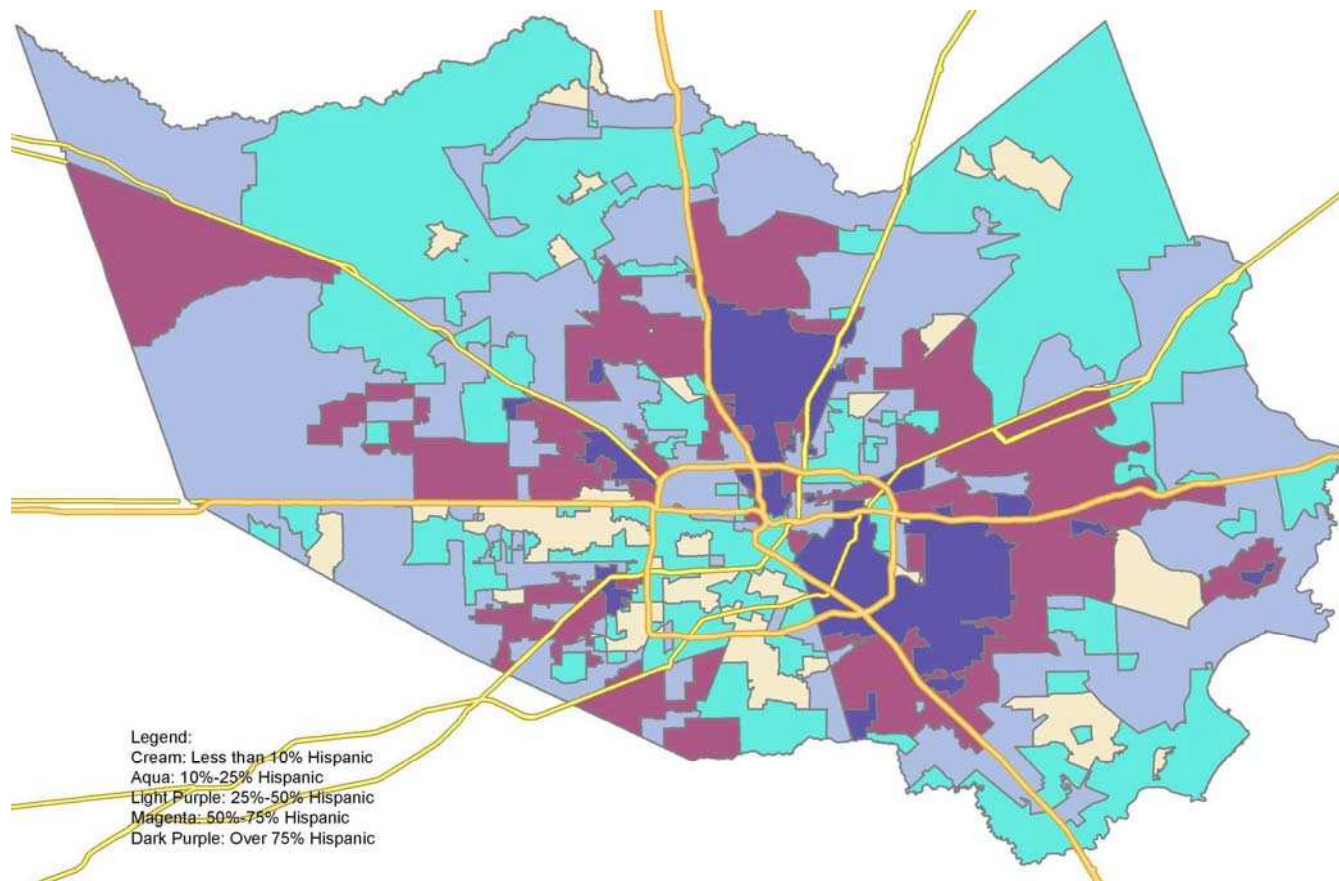 Legend:
Cream: Less than 10% Hispanic
Aqua: 10%-25% Hispanic
Light Purple: 25%-50% Hispanic
Magenta: 50%-75% Hispanic
Dark Purple: Over 75% Hispanic